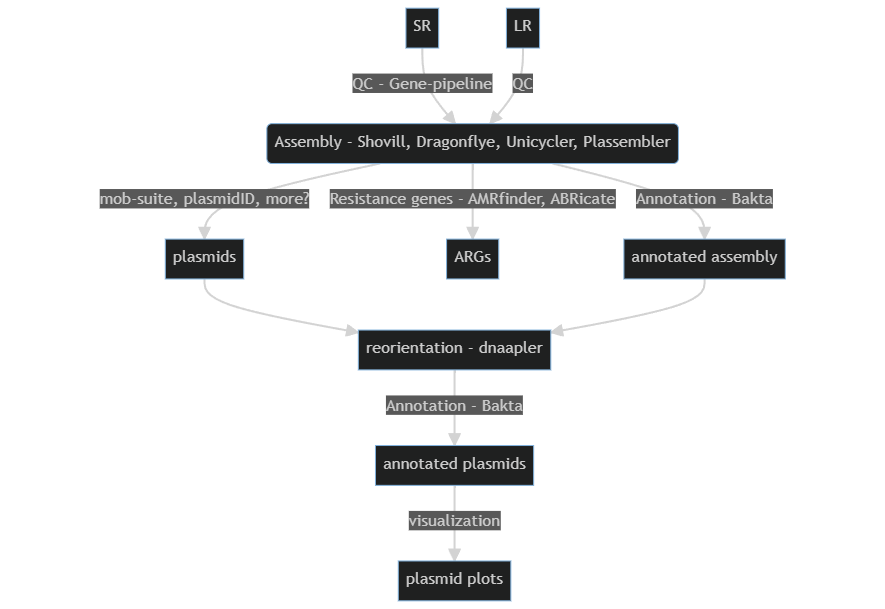 SR
LR
QC - Gene-pipeline
QC
Assembly - Shovill, Dragonflye, Unicycler, Plassembler
mob-suite, plasmidID, more?
Resistance genes - AMRfinder, ABRicate
Annotation - Bakta
plasmids
ARGs
annotated assembly
reorientation - dnaapler
Annotation - Bakta
annotated plasmids
visualization
plasmid plots